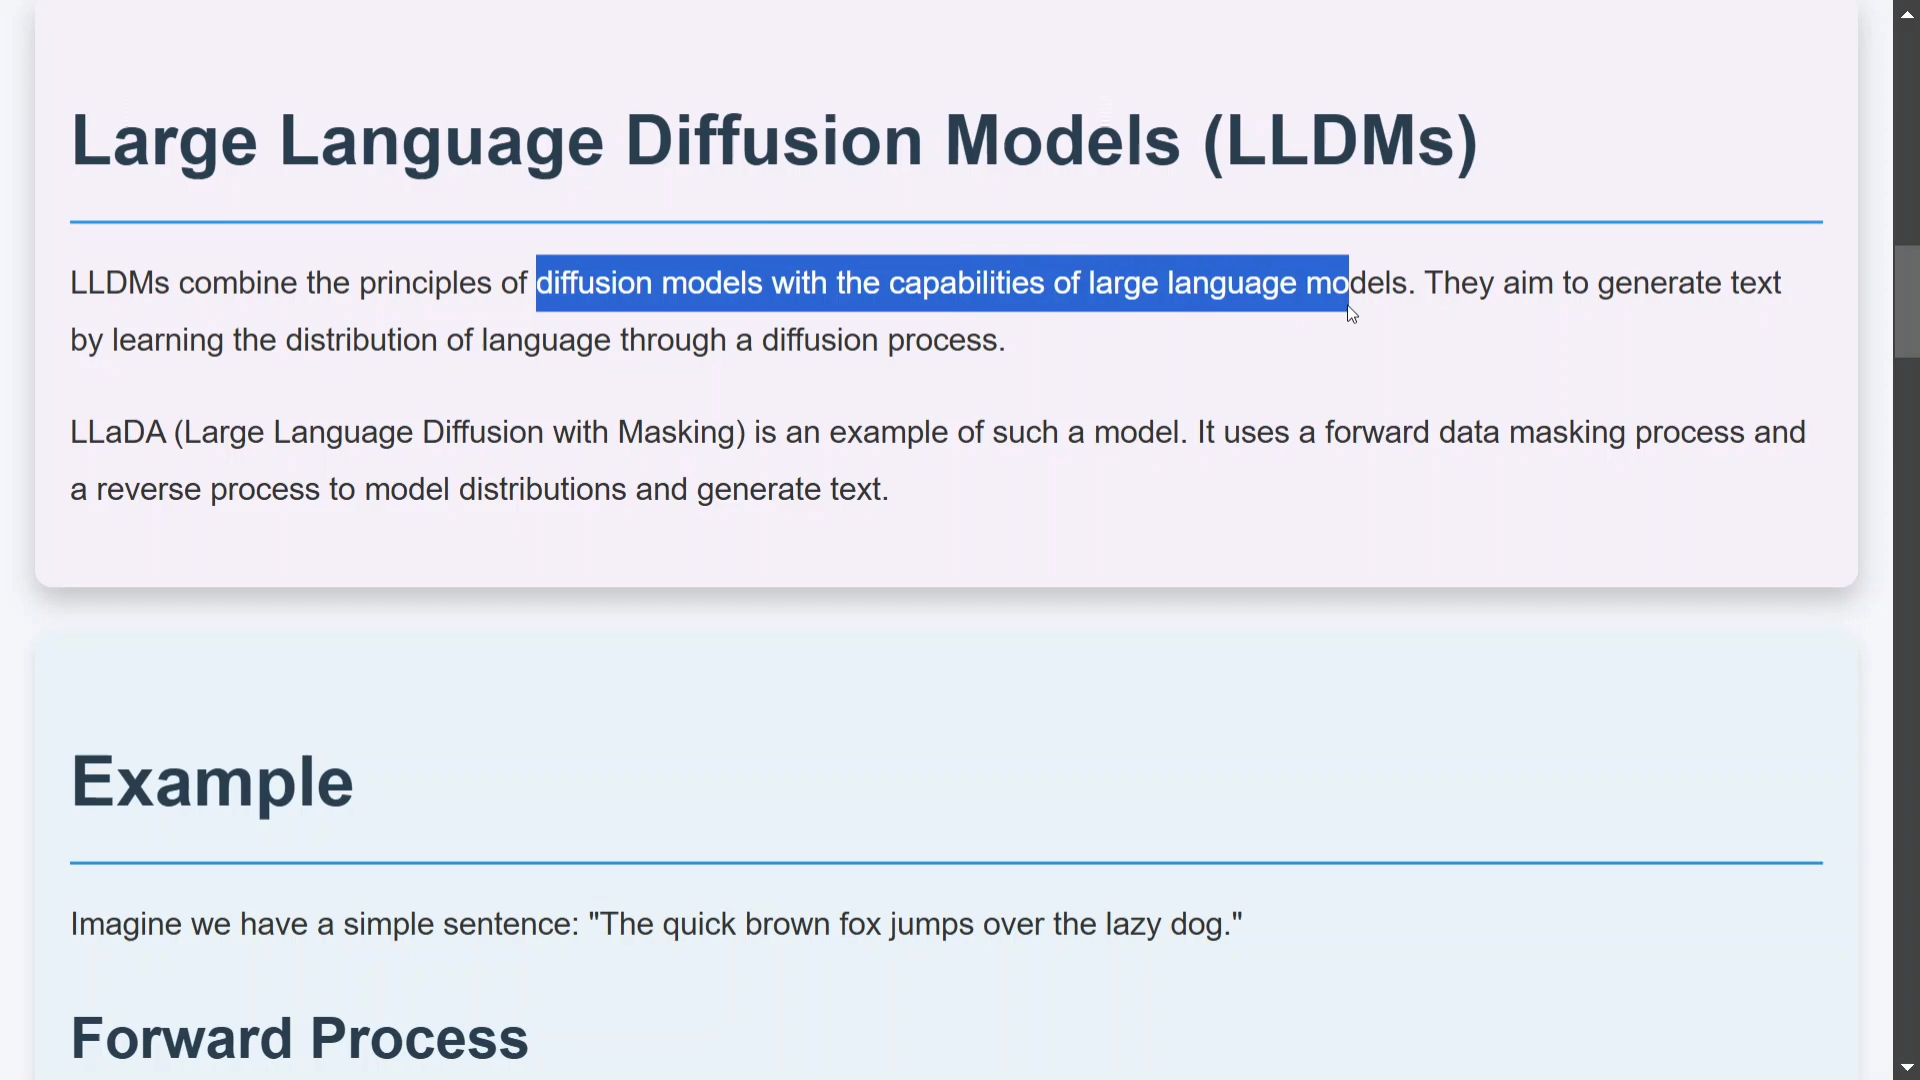 Large Language Diffusion Models (LLDMs)
LLDMs combine the principles of diffusion models with the capabilities of large language models. They aim to generate text
by learning the distribution of language through a diffusion process.
LLaDA (Large Language Diffusion with Masking) is an example of such a model. It uses a forward data masking process and
a reverse process to model distributions and generate text.
Example
Imagine we have a simple sentence: "The quick brown fox jumps over the lazy dog."
Forward Process